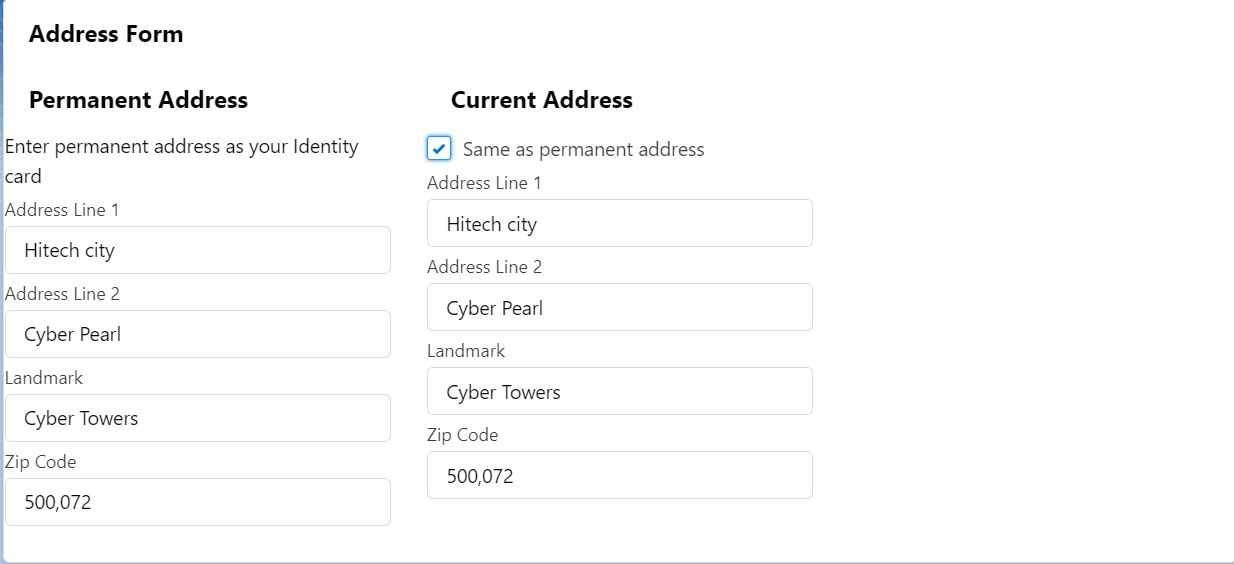 Address Form
Permanent Address
Enter permanent address as your Identity
card
Address Line 1
Hitech city
Address Line 2
Cyber Pearl
Landmark
Cyber Towers
Zip Code
500,072
Current Address
Same as permanent address
Address Line 1
Hitech city
Address Line 2
Cyber Pearl
Landmark
Cyber Towers
Zip Code
500,072